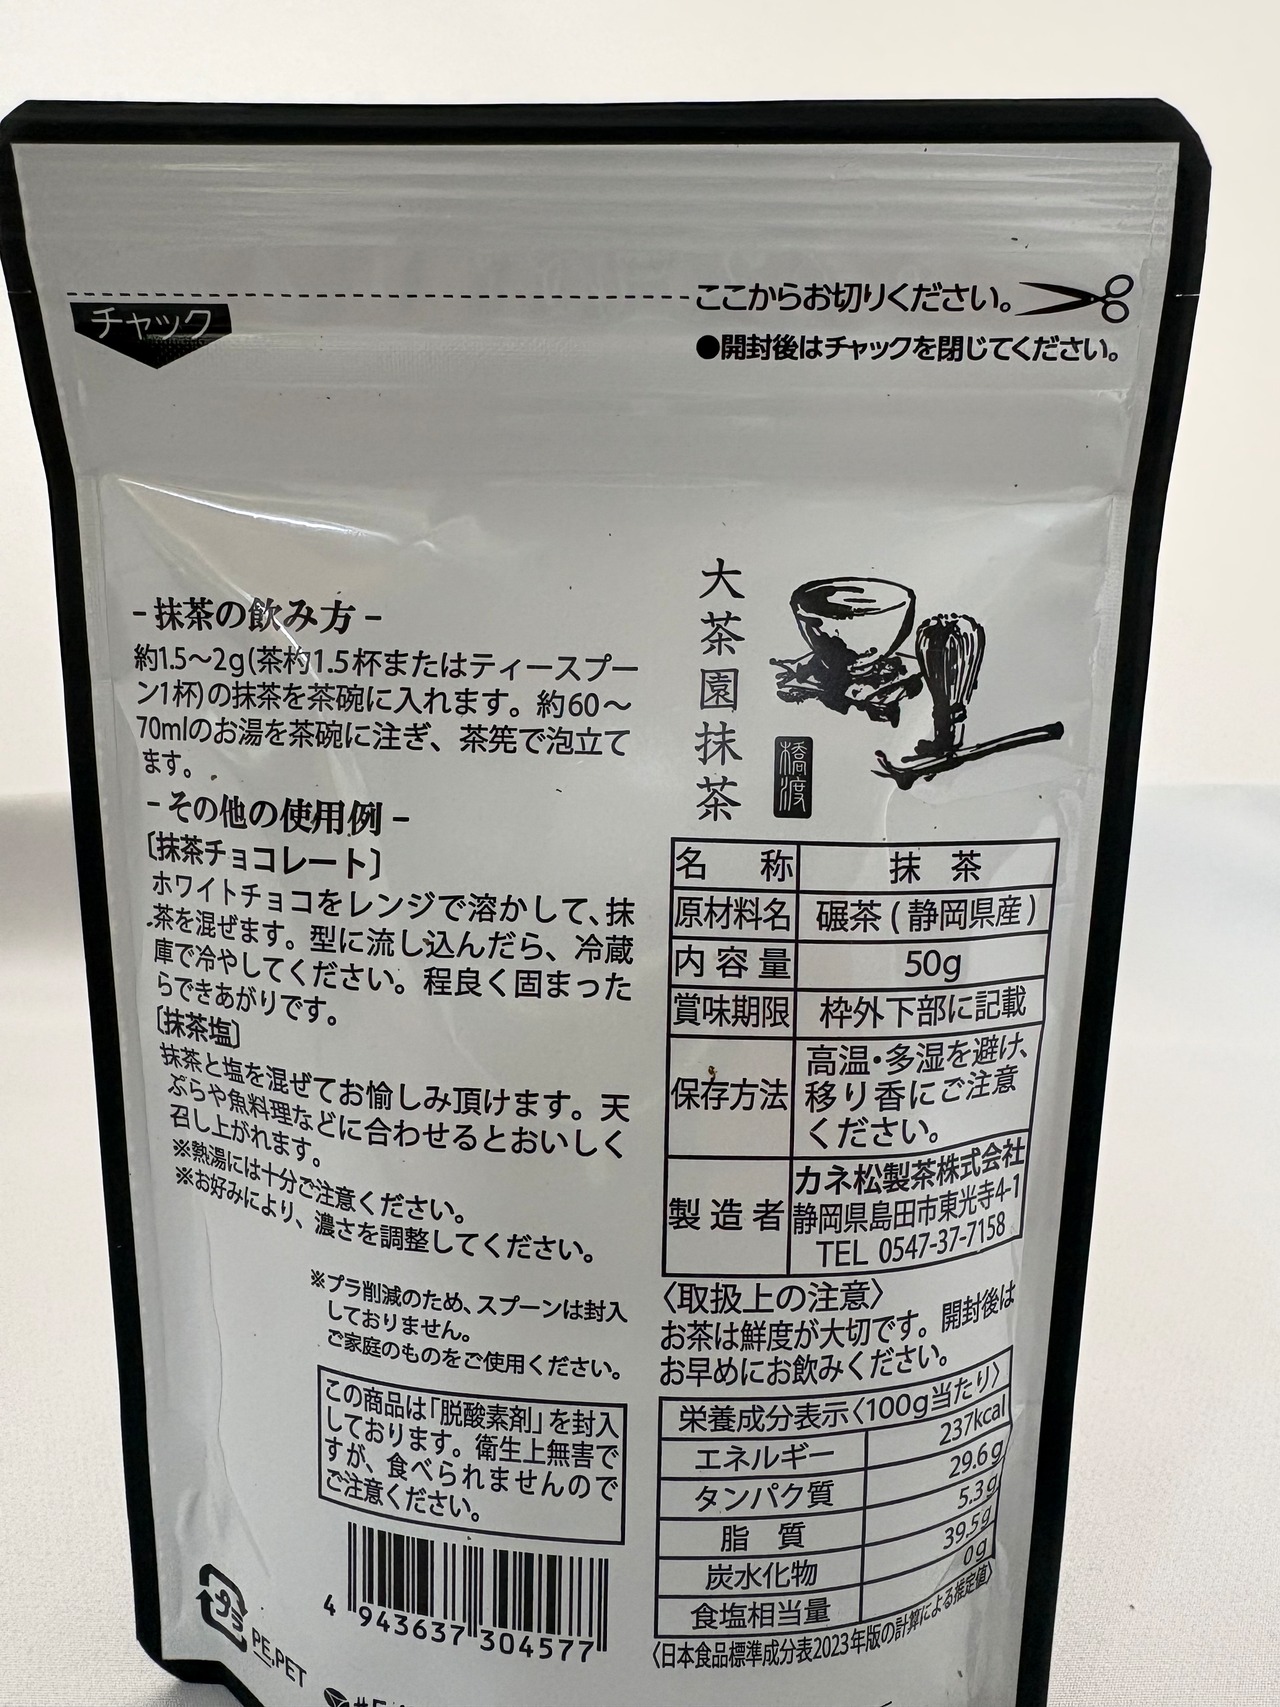 ここからお切りください。
チャック
●開封後はチャックを閉じてください。
大茶園抹茶
橋渡
-抹茶の飲み方-
約1.5〜2g(茶杓1.5杯またはティースプー
ン1杯)の抹茶を茶碗に入れます。約60〜
70mlのお湯を茶碗に注ぎ、茶筅で泡立て
ます。
-その他の使用例-
〔抹茶チョコレート〕
ホワイトチョコをレンジで溶かして、抹
茶を混ぜます。型に流し込んだら、冷蔵
庫で冷やしてください。程良く固まった
らできあがりです。
〔抹茶塩〕
抹茶と塩を混ぜてお愉しみ頂けます。天
ぷらや魚料理などに合わせるとおいしく
召し上がれます。
※熱湯には十分ご注意ください。
※お好みにより、濃さを調整してください。
※プラ削減のため、スプーンは封入
しておりません。
ご家庭のものをご使用ください。
この商品は「脱酸素剤」を封入
しております。衛生上無害で
すが、食べられませんので
ご注意ください。
4 943637 304577
プラ
PE,PET
名 称 抹 茶
原材料名 碾茶(静岡県産)
内容量 50g
賞味期限 枠外下部に記載
保存方法 高温・多湿を避け、
移り香にご注意
ください。
製造者 カネ松製茶株式会社
静岡県島田市東光寺4-1
TEL 0547-37-7158
〈取扱上の注意〉
お茶は鮮度が大切です。開封後は
お早めにお飲みください。
栄養成分表示〈100g当たり〉
エネルギー 237kcal
タンパク質 29.6g
脂 質 5.3g
炭水化物 39.5g
食塩相当量 0g
〈日本食品標準成分表2023年版の計算による推定値〉